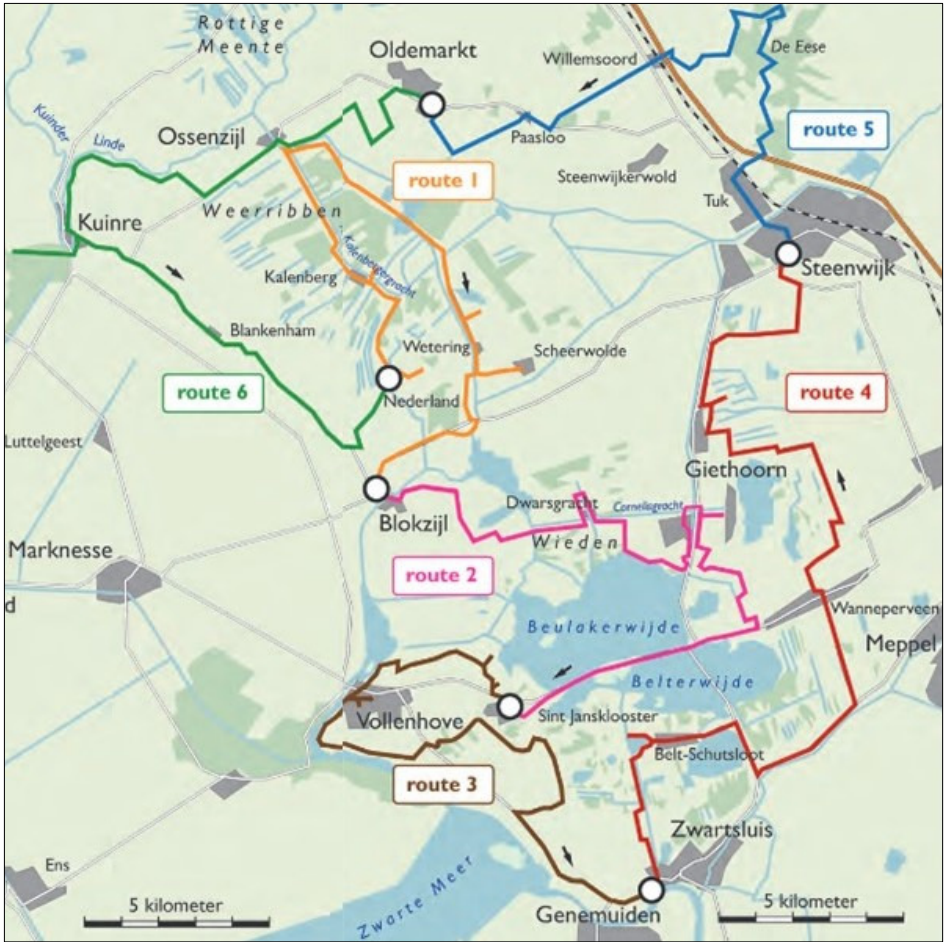 Rottige
Meente
Oldemarkt
Willemsoord
De Eese
Kuinder
Linde
Ossenzijl
Paasloo
route 5
route 1
Steenwijkerwold
Tuk
Weerribben
Kuinre
Kalenbergergracht
Kalenberg
Steenwijk
Blankenham
Wetering
Scheerwolde
route 6
Nederland
route 4
Luttelgeest
Giethoorn
Dwarsgracht
Cornelisgracht
Blokzijl
Wieden
Marknesse
route 2
d
Wanneperveen
Beulakerwijde
Meppel
Belterwijde
Vollenhove
Sint-Jansklooster
Belt-Schutsloot
route 3
Zwartsluis
Ens
Zwarte Meer
5 kilometer
Genemuiden
5 kilometer